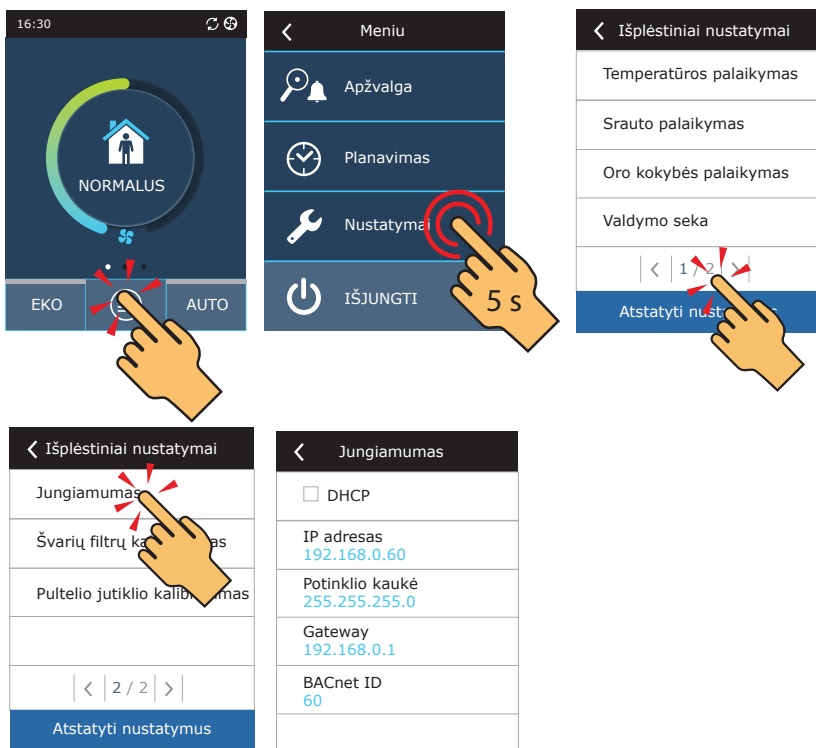 16:30
NORMALUS
EKO
AUTO
Meniu
Apžvalga
Planavimas
Nustatymai
IŠJUNGTI
5 s
Išplėstiniai nustatymai
Temperatūros palaikymas
Srauto palaikymas
Oro kokybės palaikymas
Valdymo seka
1 / 2
Atstatyti
Išplėstiniai nustatymai
Jungiamumas
Švarių filtrų
Pultelio jutiklio
2 / 2
Atstatyti nustatymus
Jungiamumas
DHCP
IP adresas
192.168.0.60
Potinklio kaukė
255.255.255.0
Gateway
192.168.0.1
BACnet ID
60